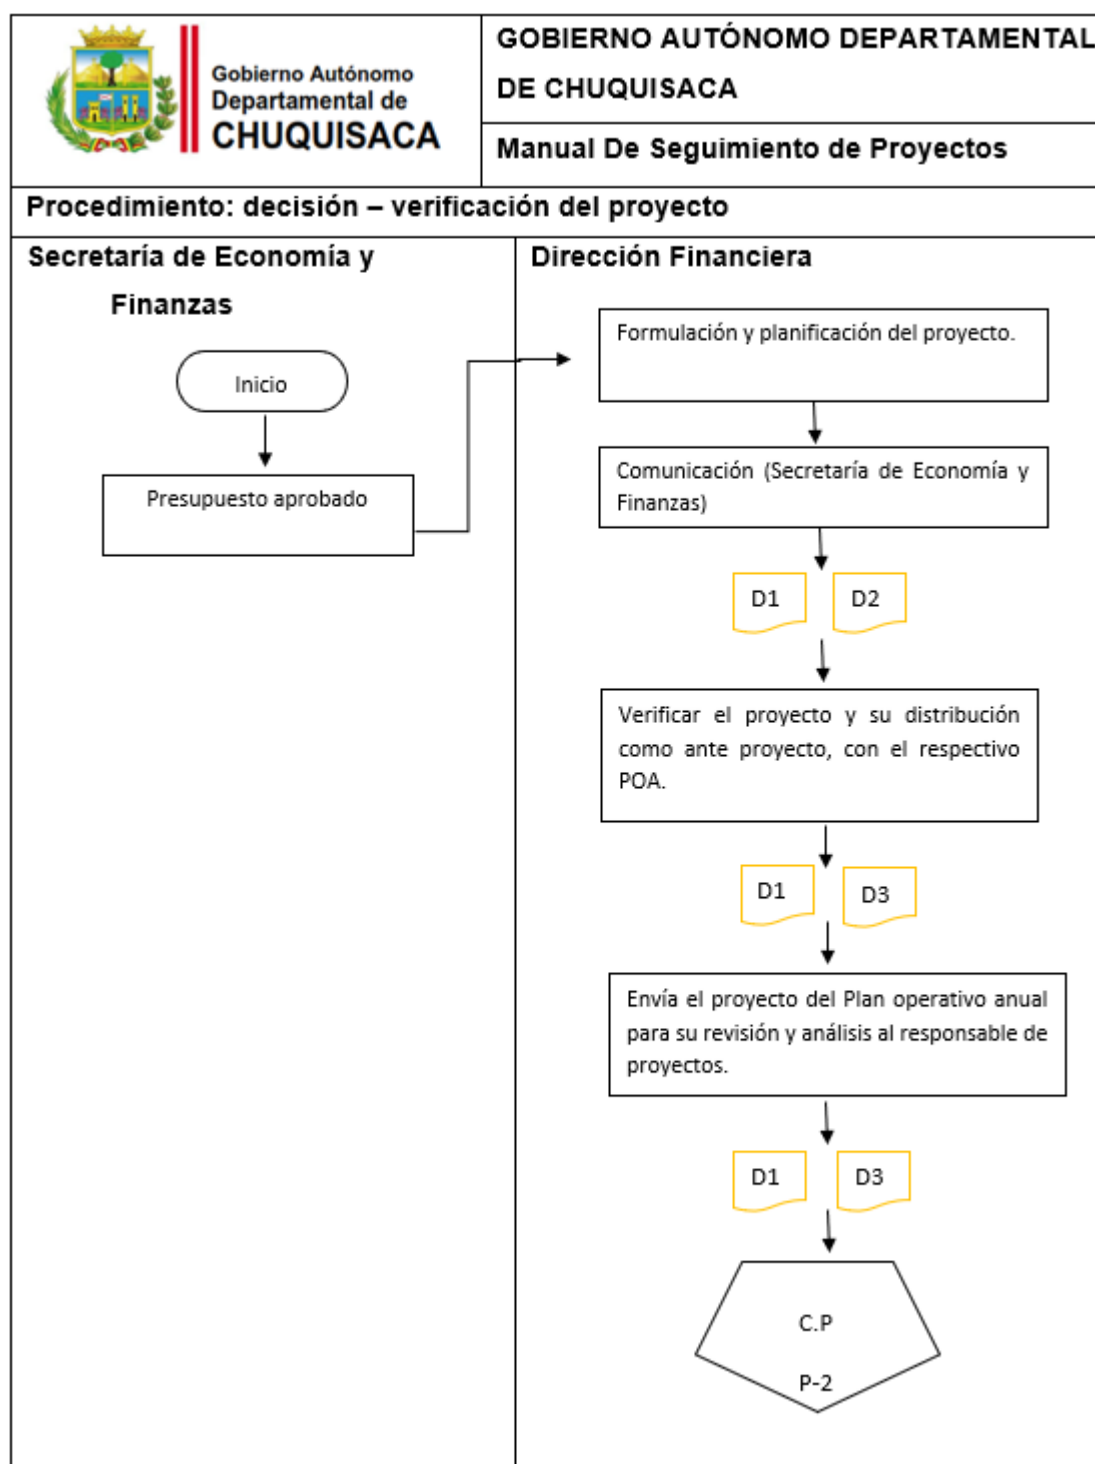 Gobierno Autónomo
Departamental de
CHUQUISACA
GOBIERNO AUTÓNOMO DEPARTAMENTAL
DE CHUQUISACA
Manual De Seguimiento de Proyectos
Procedimiento: decisión – verificación del proyecto
Secretaría de Economía y
Finanzas
Inicio
Presupuesto aprobado
Dirección Financiera
Formulación y planificación del proyecto.
Comunicación (Secretaría de Economía y
Finanzas)
D1 D2
Verificar el proyecto y su distribución
como ante proyecto, con el respectivo
POA.
D1 D3
Envía el proyecto del Plan operativo anual
para su revisión y análisis al responsable de
proyectos.
D1 D3
C.P
P-2